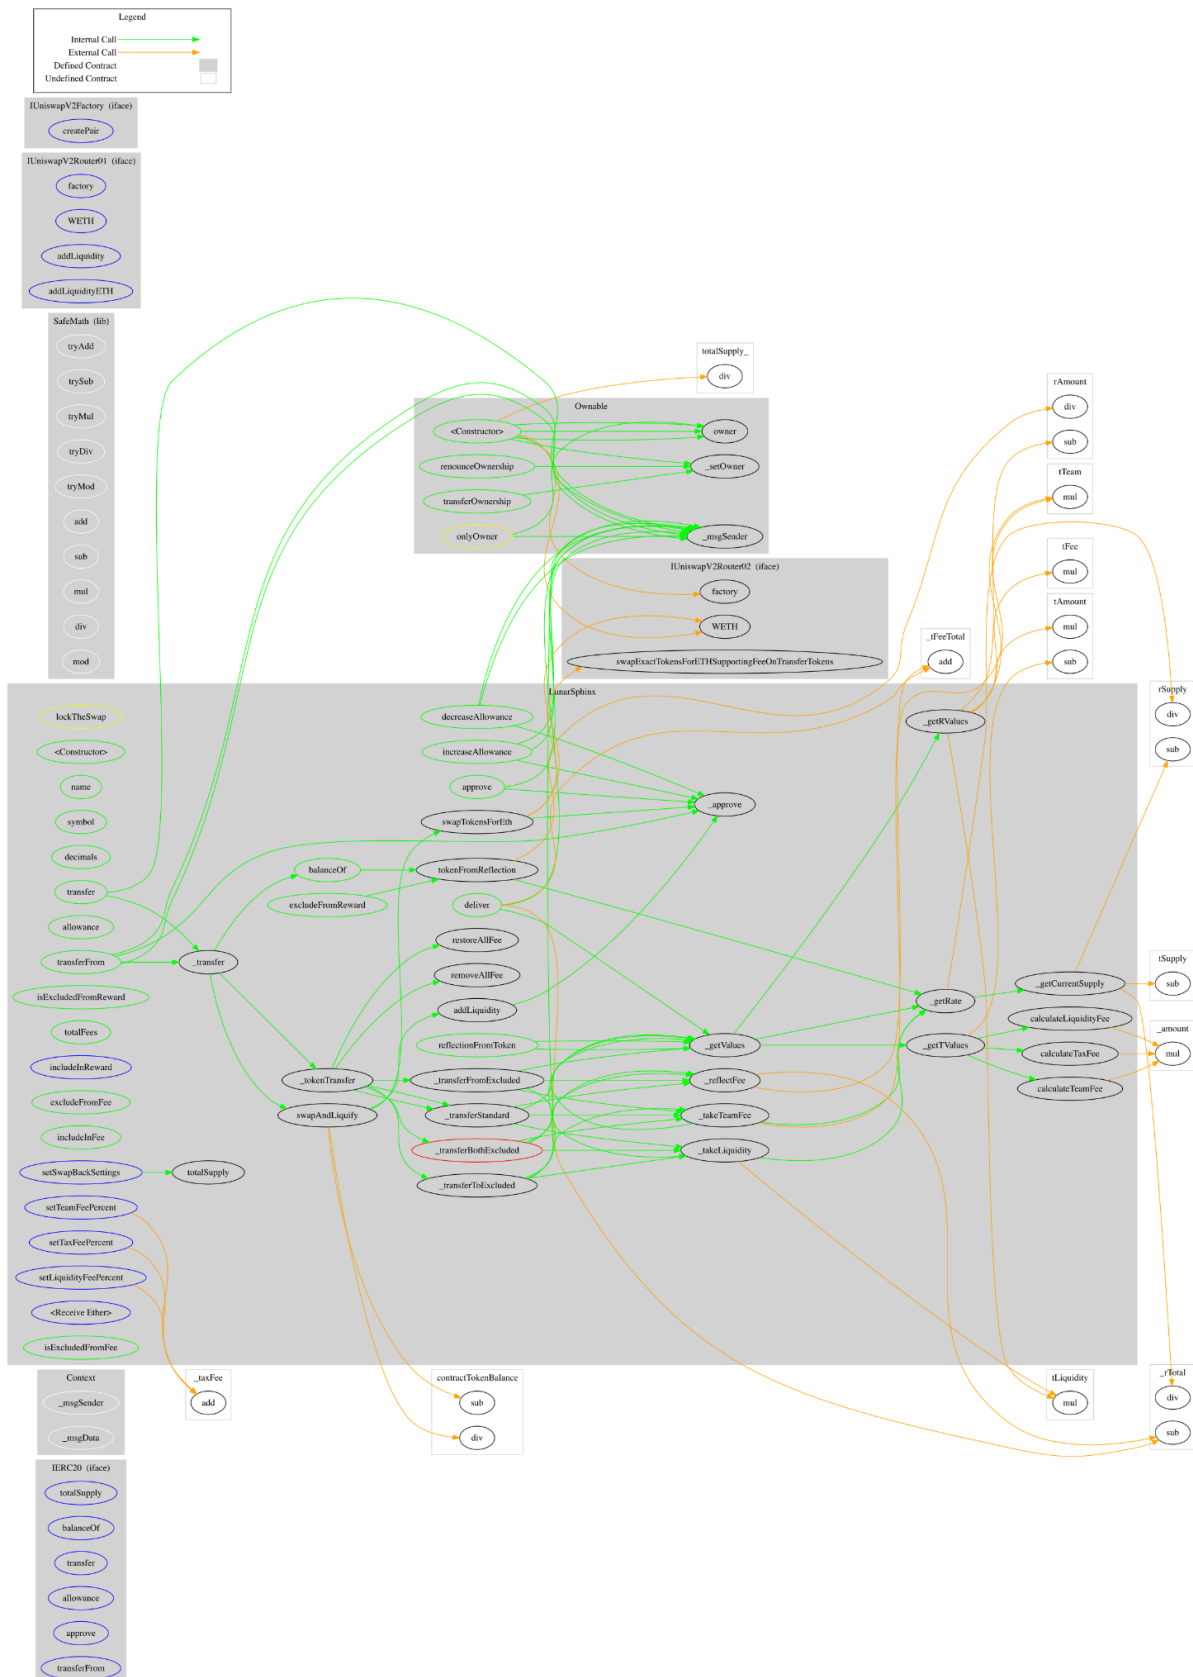 Legend
Internal Call
External Call
Defined Contract
Undefined Contract
IUniswapV2Factory (iface)
createPair
IUniswapV2Router01 (iface)
factory
WETH
addLiquidity
addLiquidityETH
SafeMath (lib)
tryAdd
trySub
tryMul
tryDiv
tryMod
add
sub
mul
div
mod
totalSupply_
div
Ownable
<Constructor>
owner
renounceOwnership
_setOwner
transferOwnership
onlyOwner
_msgSender
IUniswapV2Router02 (iface)
factory
WETH
swapExactTokensForETHSupportingFeeOnTransferTokens
rAmount
div
sub
tTeam
mul
tFee
mul
tAmount
mul
sub
_tFeeTotal
add
rSupply
div
sub
LunarSphinx
lockTheSwap
<Constructor>
name
symbol
decimals
transfer
allowance
transferFrom
isExcludedFromReward
totalFees
includeInReward
excludeFromFee
includeInFee
setSwapBackSettings
setTeamFeePercent
setTaxFeePercent
setLiquidityFeePercent
<Receive Ether>
isExcludedFromFee
_transfer
totalSupply
balanceOf
excludeFromReward
_tokenTransfer
swapAndLiquify
decreaseAllowance
increaseAllowance
approve
swapTokensForEth
tokenFromReflection
deliver
restoreAllFee
removeAllFee
addLiquidity
reflectionFromToken
_transferFromExcluded
_transferStandard
_transferBothExcluded
_transferToExcluded
_approve
_getValues
_reflectFee
_takeTeamFee
_takeLiquidity
_getRValues
_getRate
_getTValues
_getCurrentSupply
calculateLiquidityFee
calculateTaxFee
calculateTeamFee
tSupply
sub
_amount
mul
Context
_msgSender
_msgData
_taxFee
add
contractTokenBalance
sub
div
tLiquidity
mul
_rTotal
div
sub
IERC20 (iface)
totalSupply
balanceOf
transfer
allowance
approve
transferFrom